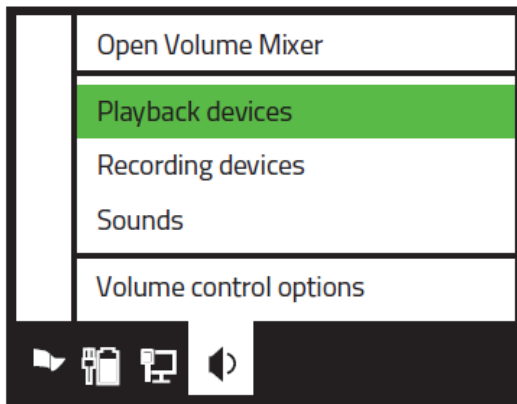 Open Volume Mixer
Playback devices
Recording devices
Sounds
Volume control options